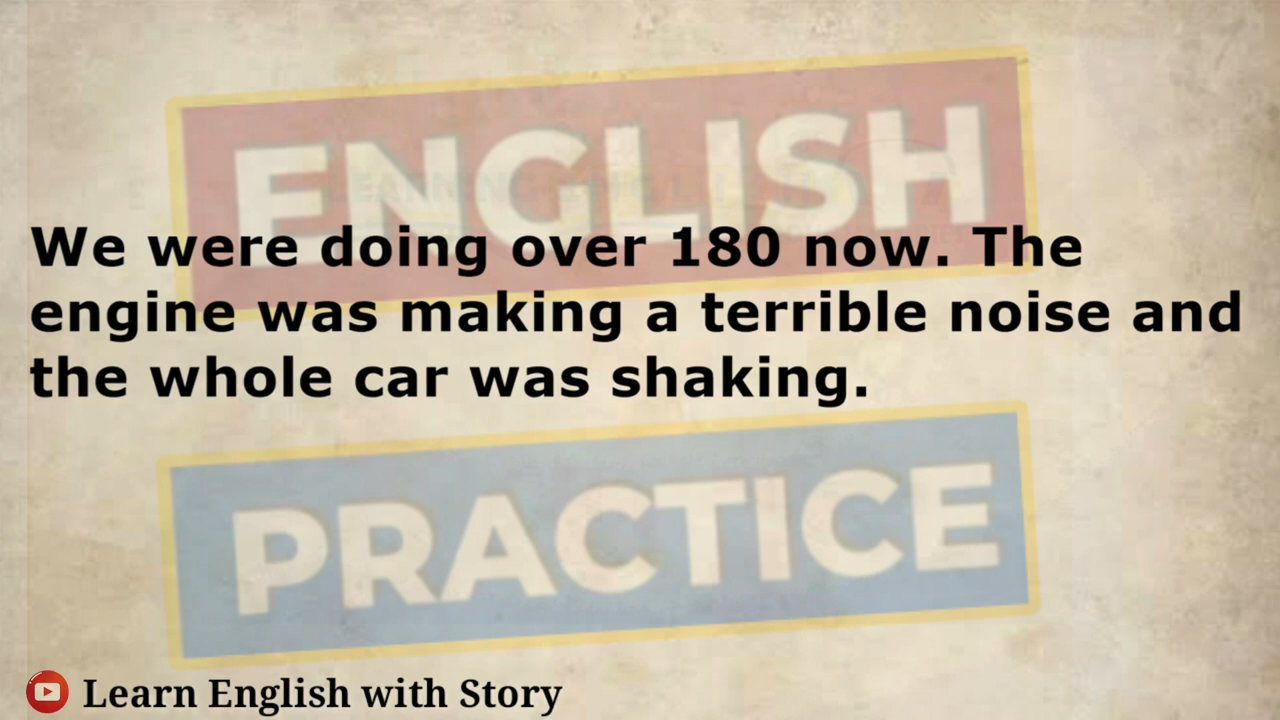 ENGLISH
We were doing over 180 now. The
engine was making a terrible noise and
the whole car was shaking.
PRACTICE
Learn English with Story